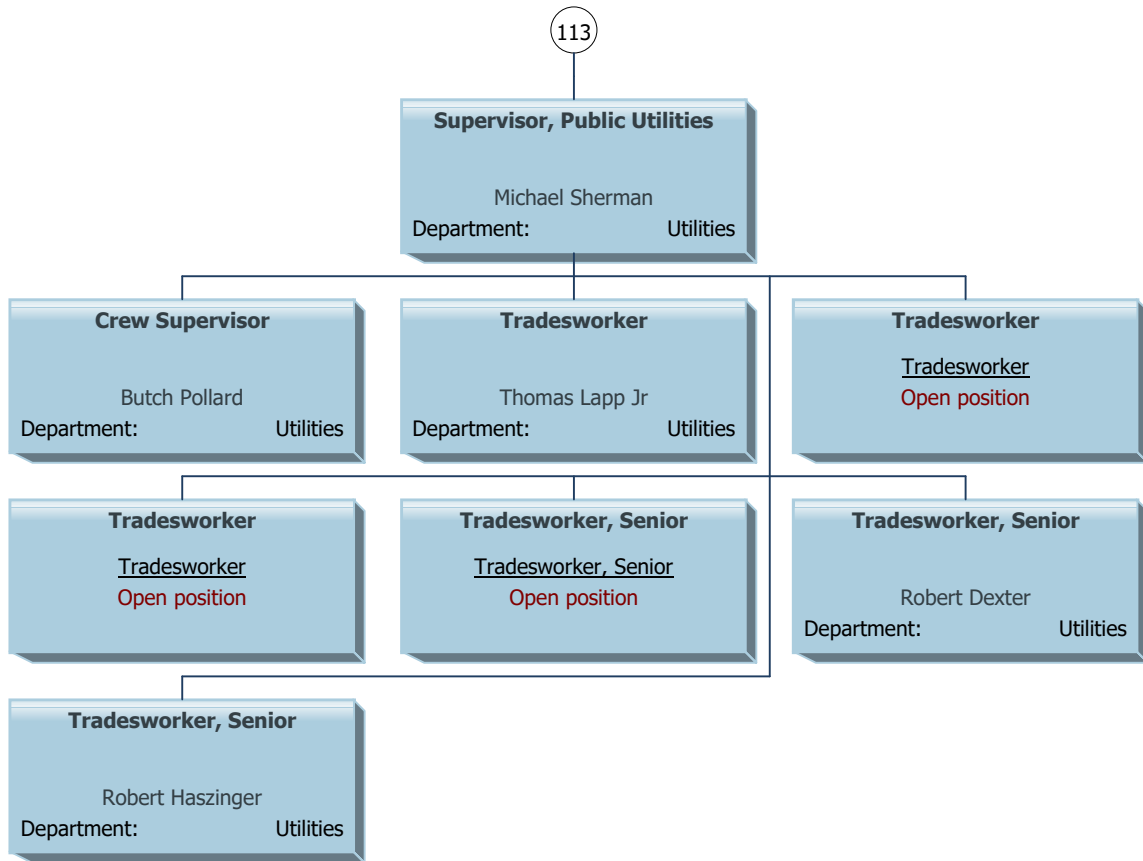 113
Supervisor, Public Utilities
Michael Sherman
Department: Utilities
Crew Supervisor
Butch Pollard
Department: Utilities
Tradesworker
Thomas Lapp Jr
Department: Utilities
Tradesworker
Tradesworker
Open position
Tradesworker
Tradesworker
Open position
Tradesworker, Senior
Tradesworker, Senior
Open position
Tradesworker, Senior
Robert Dexter
Department: Utilities
Tradesworker, Senior
Robert Haszinger
Department: Utilities